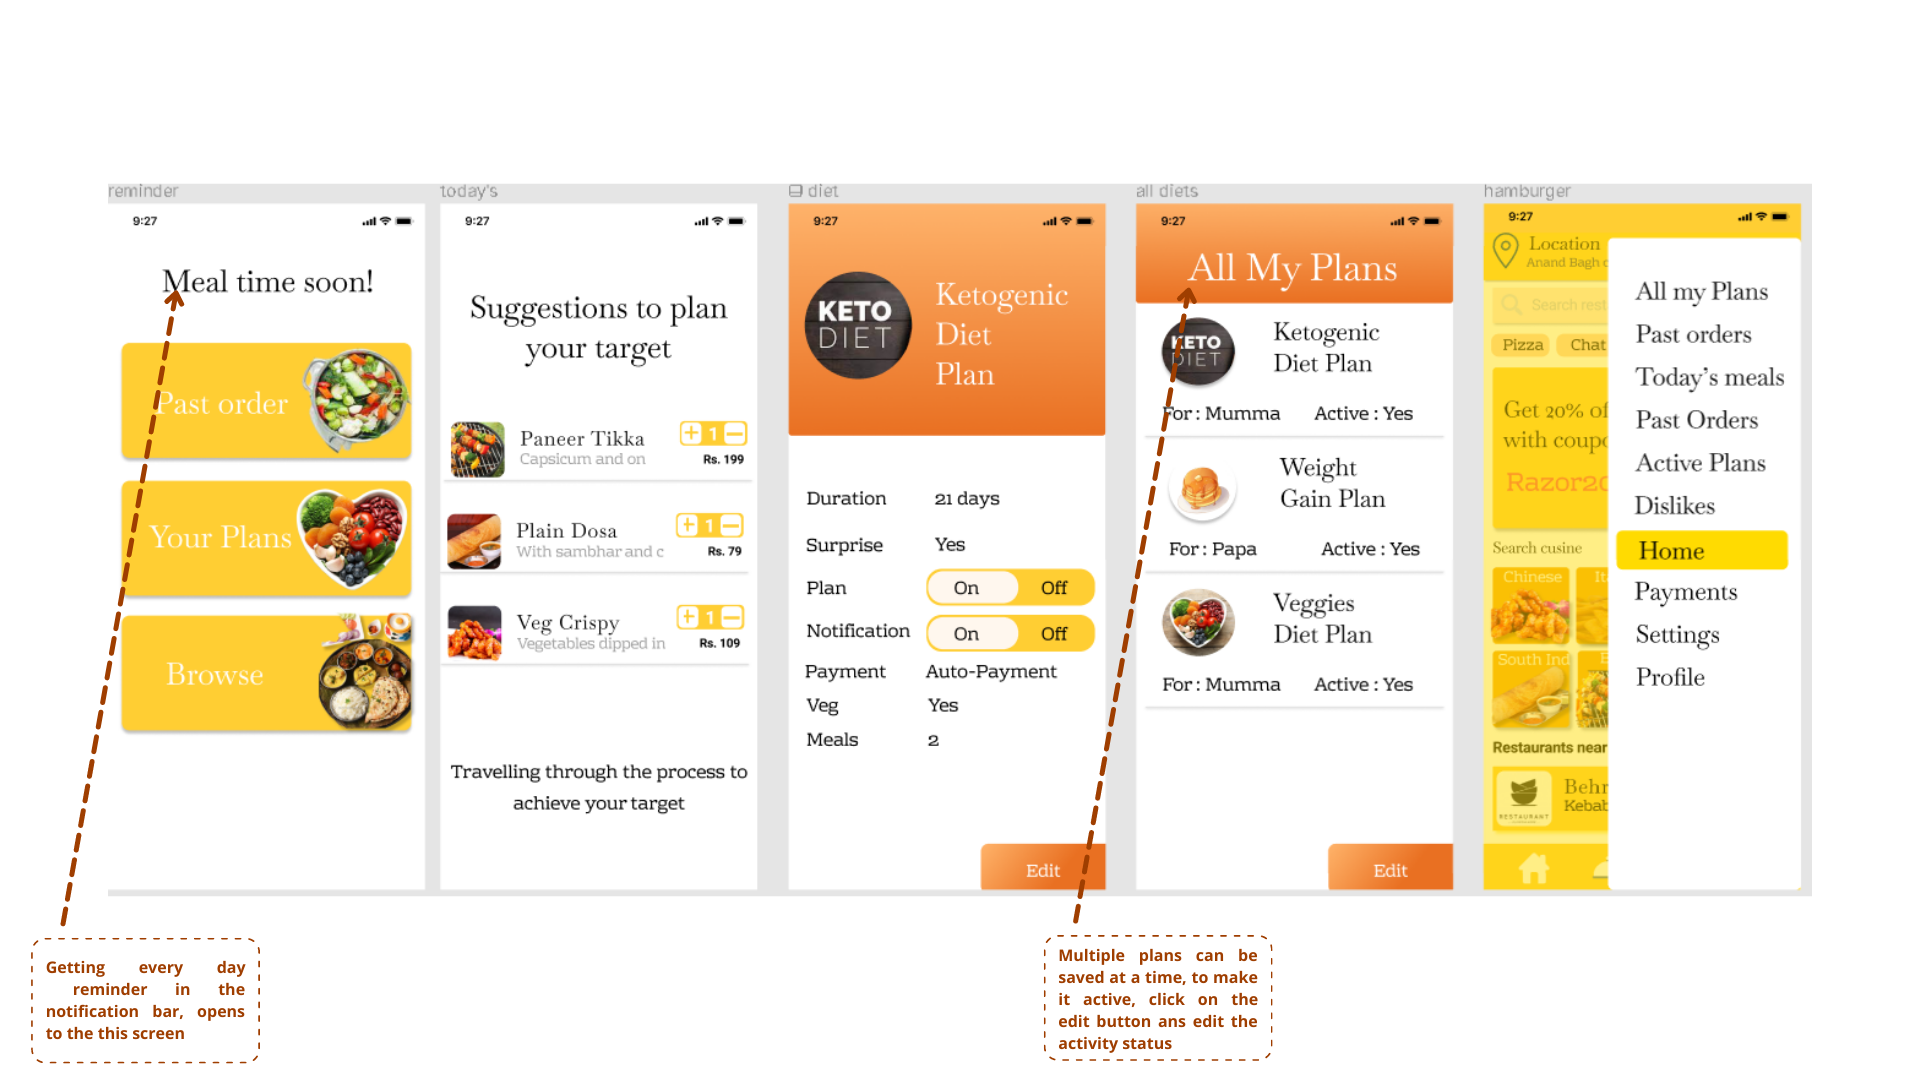 reminder
9:27
Meal time soon!
Past order
Your Plans
Browse
today's
9:27
Suggestions to plan
your target
Paneer Tikka
Capsicum and on
+ 1 −
Rs. 199
Plain Dosa
With sambhar and c
+ 1 −
Rs. 79
Veg Crispy
Vegetables dipped in
+ 1 −
Rs. 109
Travelling through the process to
achieve your target
diet
9:27
KETO
DIET
Ketogenic
Diet
Plan
Duration 21 days
Surprise Yes
Plan On Off
Notification On Off
Payment Auto-Payment
Veg Yes
Meals 2
Edit
all diets
9:27
All My Plans
KETO
DIET
Ketogenic
Diet Plan
For : Mumma Active : Yes
Weight
Gain Plan
For : Papa Active : Yes
Veggies
Diet Plan
For : Mumma Active : Yes
Edit
hamburger
9:27
Location
Anand Bagh c
Search rest
Pizza Chat
Get 20% of
with coupo
Razor20
Search cusine
Chinese It
South Ind
Restaurants near
RESTAURANT
Behr
Kebab
All my Plans
Past orders
Today's meals
Past Orders
Active Plans
Dislikes
Home
Payments
Settings
Profile
Getting every day
reminder in the
notification bar, opens
to the this screen
Multiple plans can be
saved at a time, to make
it active, click on the
edit button ans edit the
activity status